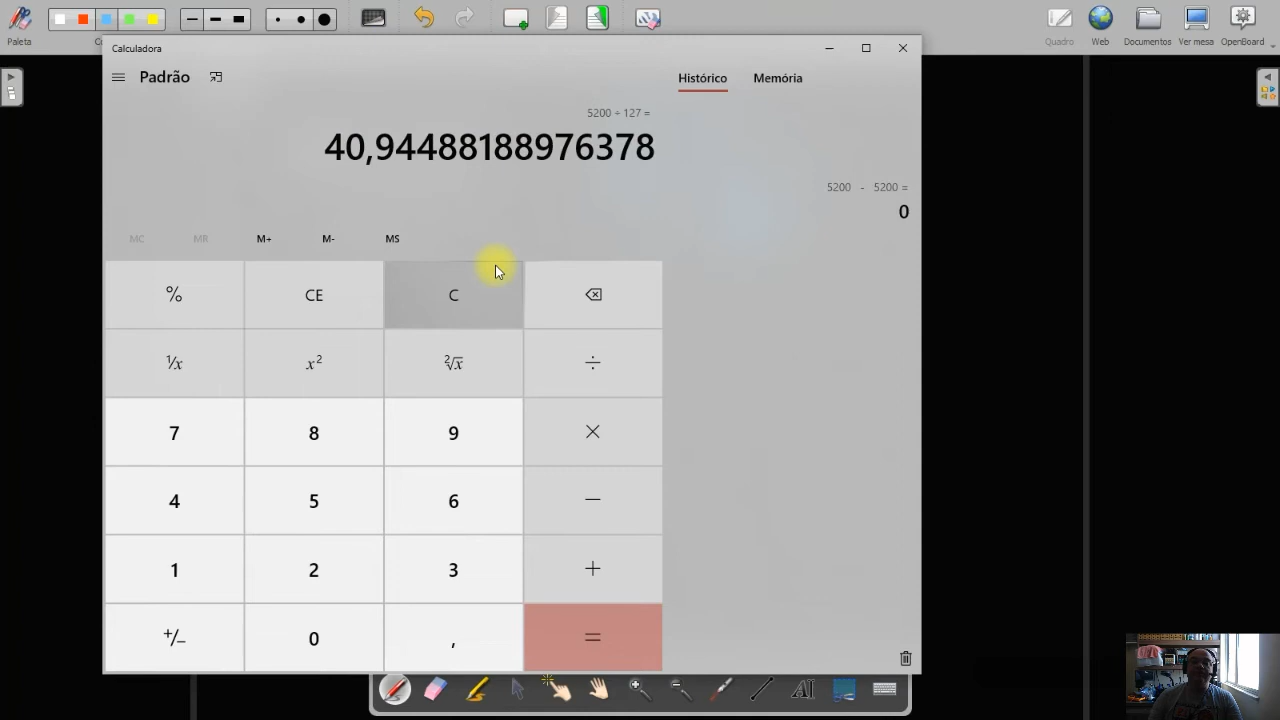 Paleta
Quadro
Web
Documentos
Ver mesa
OpenBoard
Calculadora
Padrão
Histórico
Memória
5200 ÷ 127 =
40,94488188976378
5200 - 5200 =
0
MC MR M+ M- MS
% CE C
¹/x x² ²√x ÷
7 8 9 ×
4 5 6 −
1 2 3 +
+/− 0 , =
AI